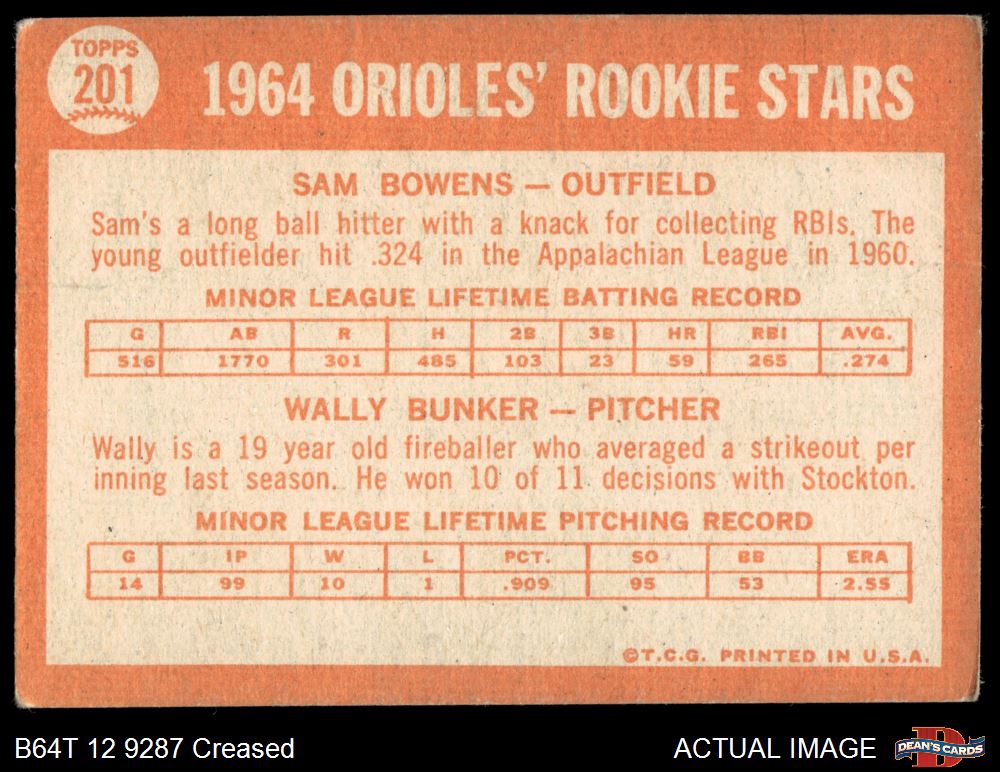 TOPPS
201
1964 ORIOLES' ROOKIE STARS
SAM BOWENS — OUTFIELD
Sam's a long ball hitter with a knack for collecting RBIs. The
young outfielder hit .324 in the Appalachian League in 1960.
MINOR LEAGUE LIFETIME BATTING RECORD
G AB R H 2B 3B HR RBI AVG.
516 1770 301 485 103 23 59 265 .274
WALLY BUNKER — PITCHER
Wally is a 19 year old fireballer who averaged a strikeout per
inning last season. He won 10 of 11 decisions with Stockton.
MINOR LEAGUE LIFETIME PITCHING RECORD
G IP W L PCT. SO BB ERA
14 99 10 1 .909 95 53 2.55
©T.C.G. PRINTED IN U.S.A.
B64T 12 9287 Creased
ACTUAL IMAGE
D
DEAN'S CARDS